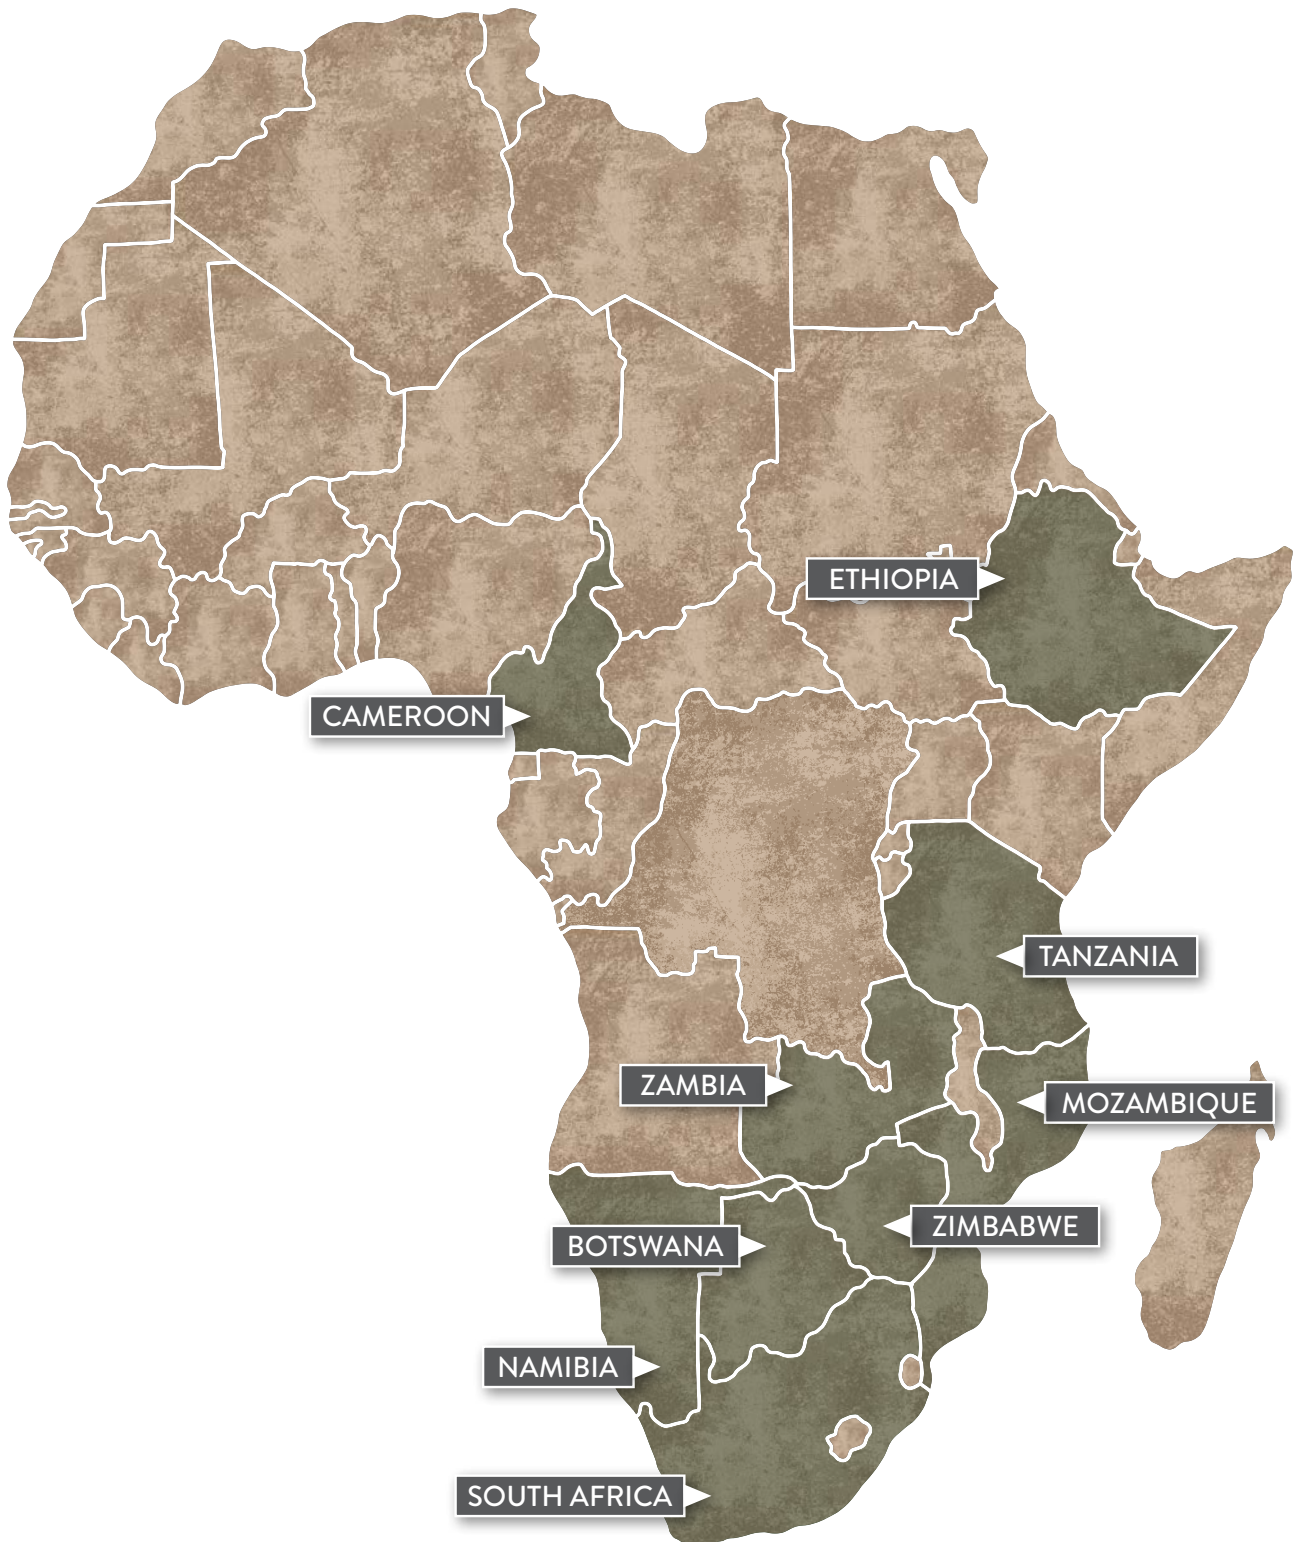 ETHIOPIA
CAMEROON
TANZANIA
ZAMBIA
MOZAMBIQUE
ZIMBABWE
BOTSWANA
NAMIBIA
SOUTH AFRICA